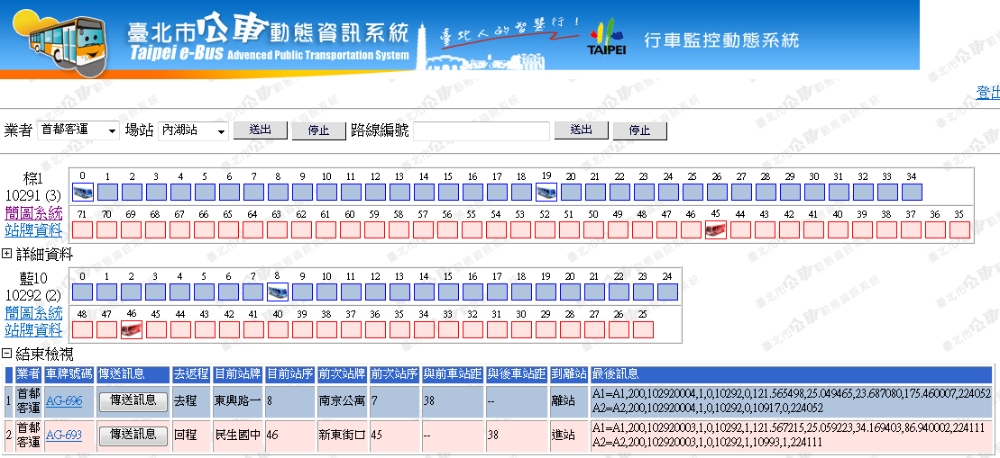 臺北市公車動態資訊系統 臺北人的智慧行！
Taipei e-Bus Advanced Public Transportation System TAIPEI 行車監控動態系統
登出
業者 首都客運 場站 內湖站 送出 停止 路線編號 送出 停止
棕1 0 1 2 3 4 5 6 7 8 9 10 11 12 13 14 15 16 17 18 19 20 21 22 23 24 25 26 27 28 29 30 31 32 33 34
10291 (3)
簡圖系統 71 70 69 68 67 66 65 64 63 62 61 60 59 58 57 56 55 54 53 52 51 50 49 48 47 46 45 44 43 42 41 40 39 38 37 36 35
站牌資料
詳細資料
藍10 0 1 2 3 4 5 6 7 8 9 10 11 12 13 14 15 16 17 18 19 20 21 22 23 24
10292 (2)
簡圖系統 48 47 46 45 44 43 42 41 40 39 38 37 36 35 34 33 32 31 30 29 28 27 26 25
站牌資料
結束檢視
業者 車牌號碼 傳送訊息 去返程 目前站牌 目前站序 前次站牌 前次站序 與前車站距 與後車站距 到離站 最後訊息
1 首都客運 AG-696 傳送訊息 去程 東興路一 8 南京公寓 7 38 -- 離站 A1=A1,200,102920004,1,0,10292,0,121.565498,25.049465,23.687080,175.460007,224052
A2=A2,200,102920004,1,0,10292,0,10917,0,224052
2 首都客運 AG-693 傳送訊息 回程 民生國中 46 新東街口 45 -- 38 進站 A1=A1,200,102920003,1,0,10292,1,121.567215,25.059223,34.169403,86.940002,224111
A2=A2,200,102920003,1,0,10292,1,10993,1,224111